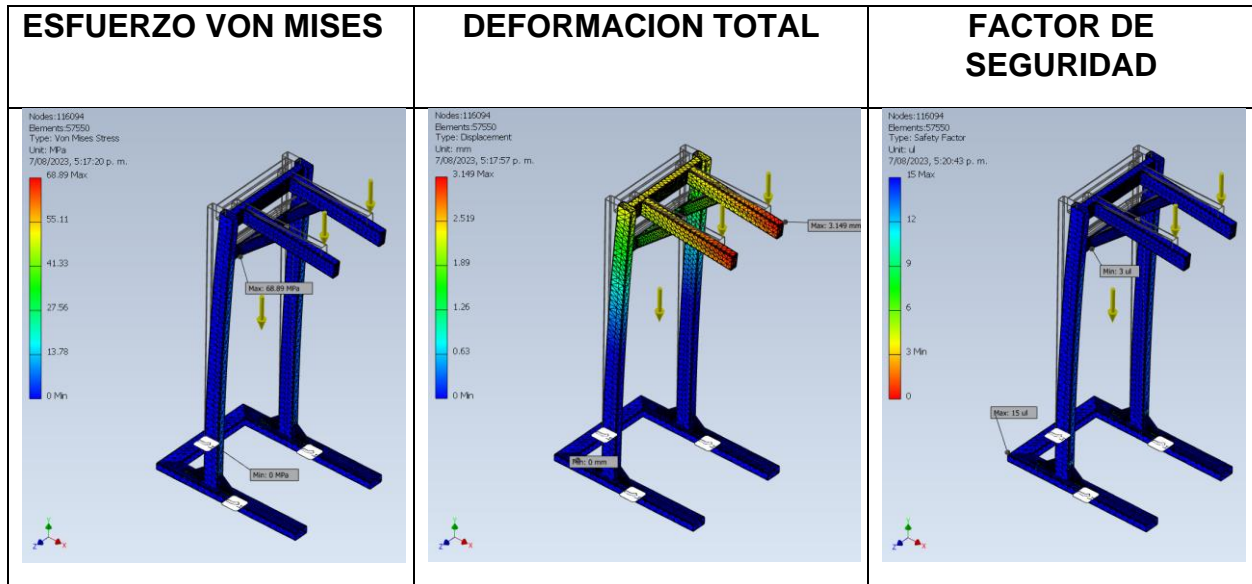 ESFUERZO VON MISES
Nodes:116094
Elements:57550
Type: Von Mises Stress
Unit: MPa
7/08/2023, 5:17:20 p. m.
68.89 Max
55.11
41.33
27.56
13.78
0 Min
Max: 68.89 MPa
Min: 0 MPa
DEFORMACION TOTAL
Nodes:116094
Elements:57550
Type: Displacement
Unit: mm
7/08/2023, 5:17:57 p. m.
3.149 Max
2.519
1.89
1.26
0.63
0 Min
Max: 3.149 mm
Min: 0 mm
FACTOR DE
SEGURIDAD
Nodes:116094
Elements:57550
Type: Safety Factor
Unit: ul
7/08/2023, 5:20:43 p. m.
15 Max
12
9
6
3 Min
0
Min: 3 ul
Max: 15 ul
Y
Z
X
Y
Z
X
Y
Z
X